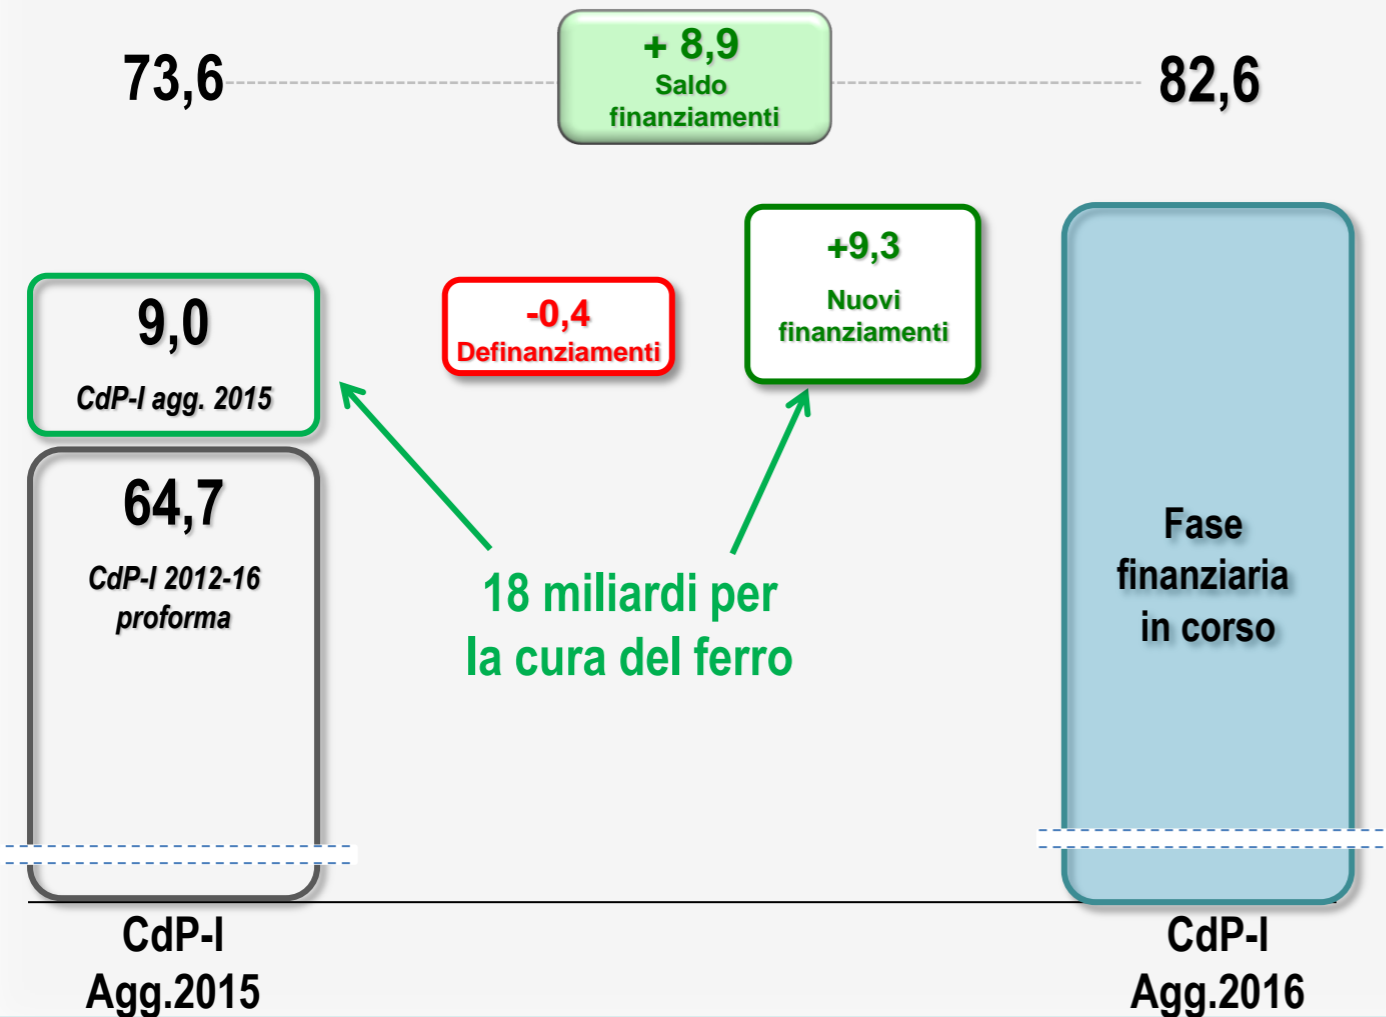 73,6
+ 8,9
Saldo
finanziamenti
82,6
9,0
CdP-I agg. 2015
-0,4
Definanziamenti
+9,3
Nuovi
finanziamenti
64,7
CdP-I 2012-16
proforma
18 miliardi per
la cura del ferro
Fase
finanziaria
in corso
CdP-I
Agg.2015
CdP-I
Agg.2016